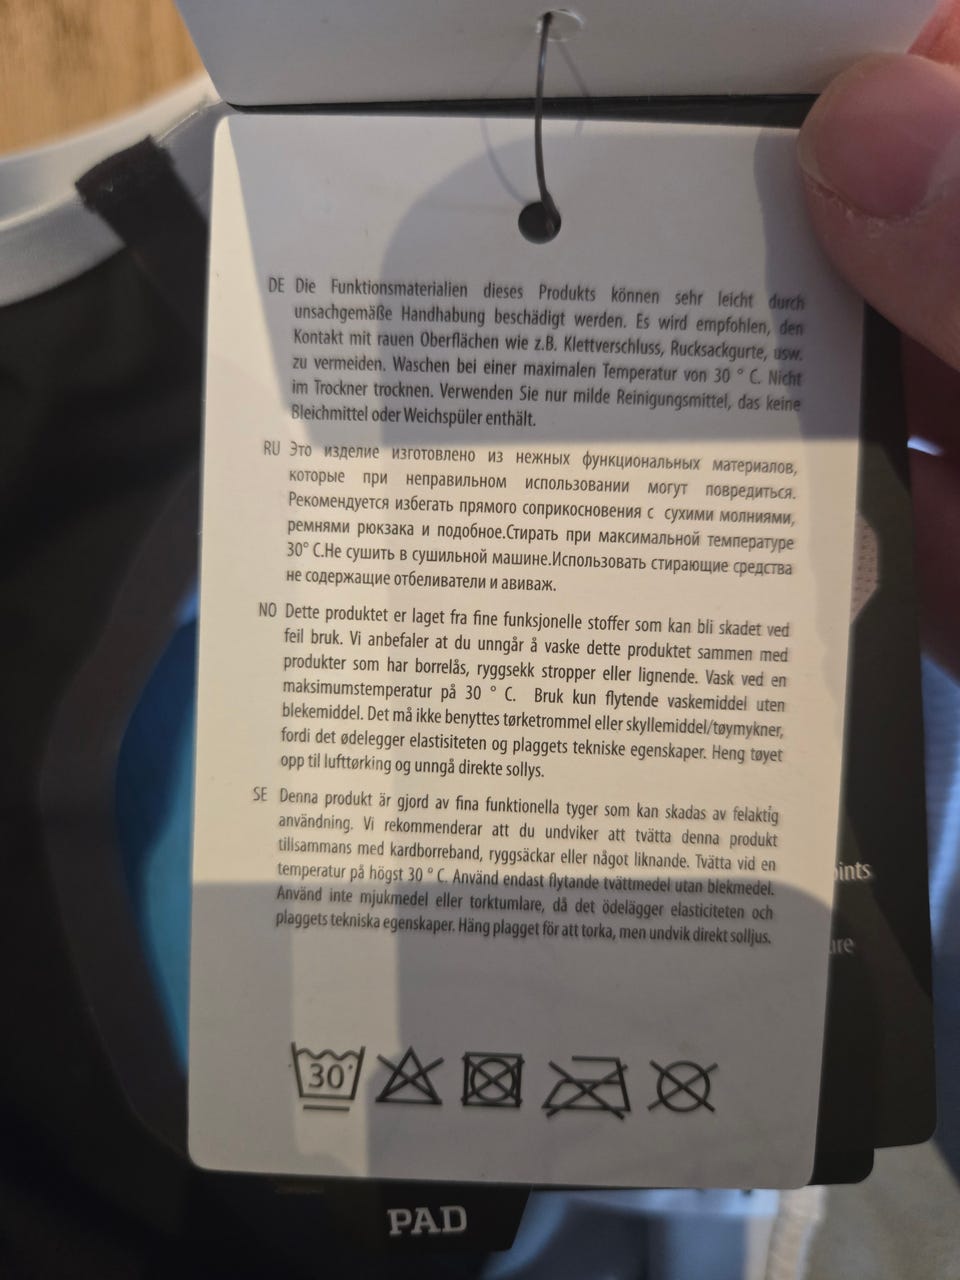 DE Die Funktionsmaterialien dieses Produkts können sehr leicht durch
unsachgemäße Handhabung beschädigt werden. Es wird empfohlen, den
Kontakt mit rauen Oberflächen wie z.B. Klettverschluss, Rucksackgurte, usw.
zu vermeiden. Waschen bei einer maximalen Temperatur von 30 ° C. Nicht
im Trockner trocknen. Verwenden Sie nur milde Reinigungsmittel, das keine
Bleichmittel oder Weichspüler enthält.
RU Это изделие изготовлено из нежных функциональных материалов,
которые при неправильном использовании могут повредиться.
Рекомендуется избегать прямого соприкосновения с сухими молниями,
ремнями рюкзака и подобное.Стирать при максимальной температуре
30° C.Не сушить в сушильной машине.Использовать стирающие средства
не содержащие отбеливатели и авиваж.
NO Dette produktet er laget fra fine funksjonelle stoffer som kan bli skadet ved
feil bruk. Vi anbefaler at du unngår å vaske dette produktet sammen med
produkter som har borrelås, ryggsekk stropper eller lignende. Vask ved en
maksimumstemperatur på 30 ° C. Bruk kun flytende vaskemiddel uten
blekemiddel. Det må ikke benyttes tørketrommel eller skyllemiddel/tøymykner,
fordi det ødelegger elastisiteten og plaggets tekniske egenskaper. Heng tøyet
opp til lufttørking og unngå direkte sollys.
SE Denna produkt är gjord av fina funktionella tyger som kan skadas av felaktig
användning. Vi rekommenderar att du undviker att tvätta denna produkt
tillsammans med kardborreband, ryggsäckar eller något liknande. Tvätta vid en
temperatur på högst 30 ° C. Använd endast flytande tvättmedel utan blekmedel.
Använd inte mjukmedel eller torktumlare, då det ödelägger elasticiteten och
plaggets tekniska egenskaper. Häng plagget för att torka, men undvik direkt solljus.
30°
PAD